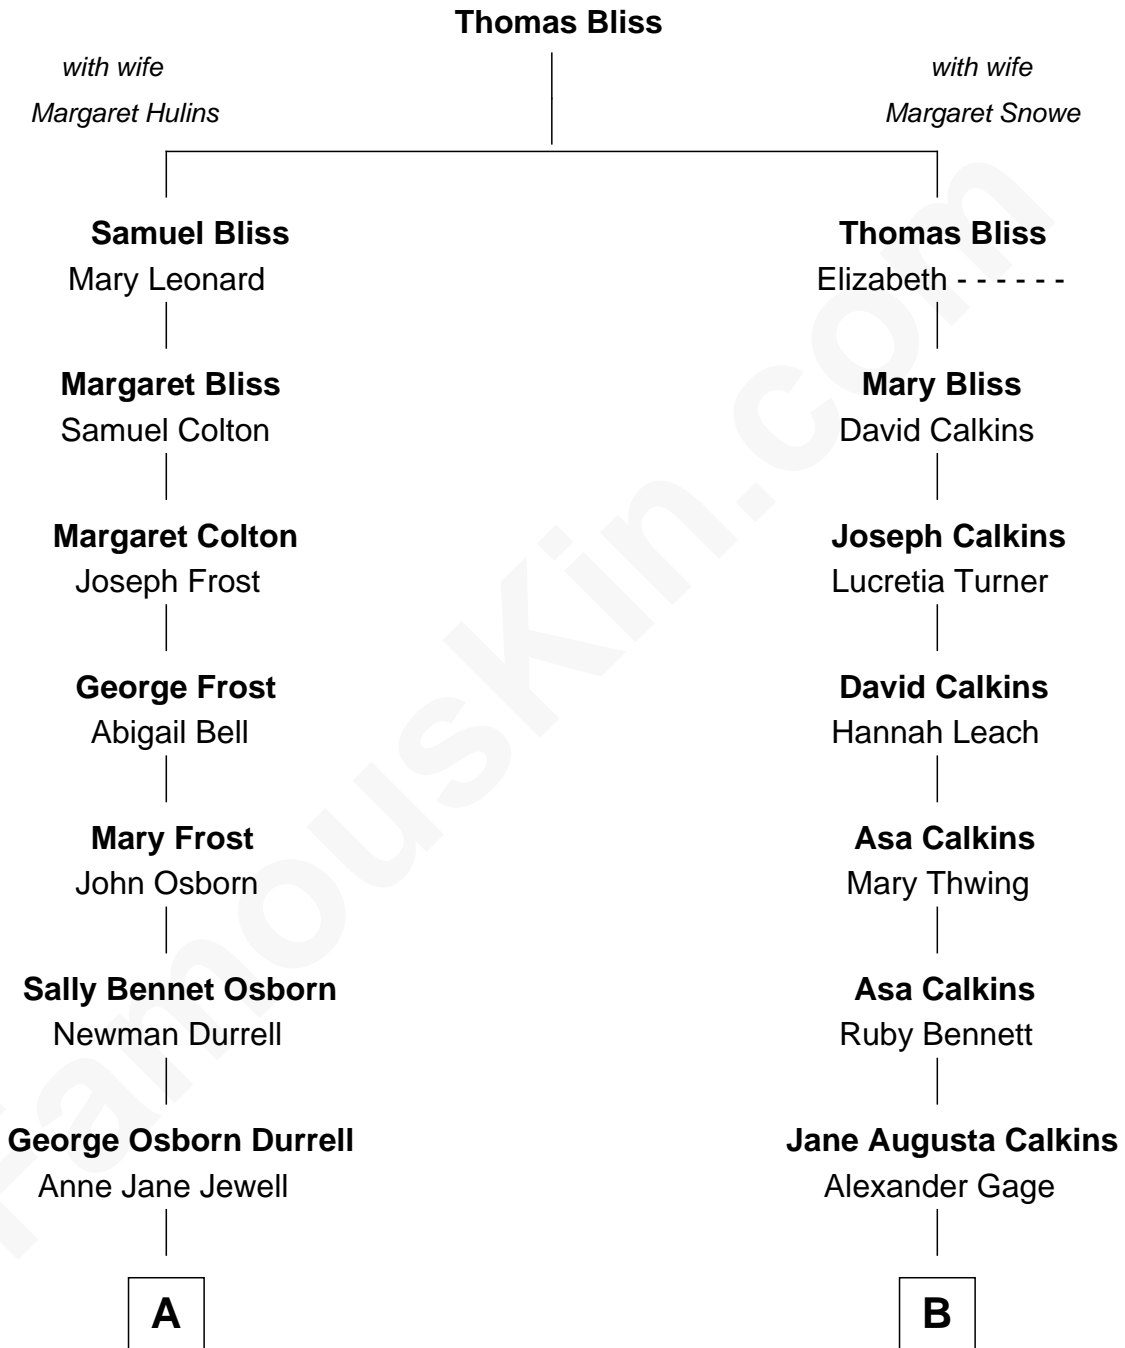 Thomas Bliss
with wife
Margaret Hulins
with wife
Margaret Snowe
Samuel Bliss
Mary Leonard
Thomas Bliss
Elizabeth - - - - - -
Margaret Bliss
Samuel Colton
Mary Bliss
David Calkins
Margaret Colton
Joseph Frost
Joseph Calkins
Lucretia Turner
George Frost
Abigail Bell
David Calkins
Hannah Leach
Mary Frost
John Osborn
Asa Calkins
Mary Thwing
Sally Bennet Osborn
Newman Durrell
Asa Calkins
Ruby Bennett
George Osborn Durrell
Anne Jane Jewell
Jane Augusta Calkins
Alexander Gage
A
B
FamousKin.com